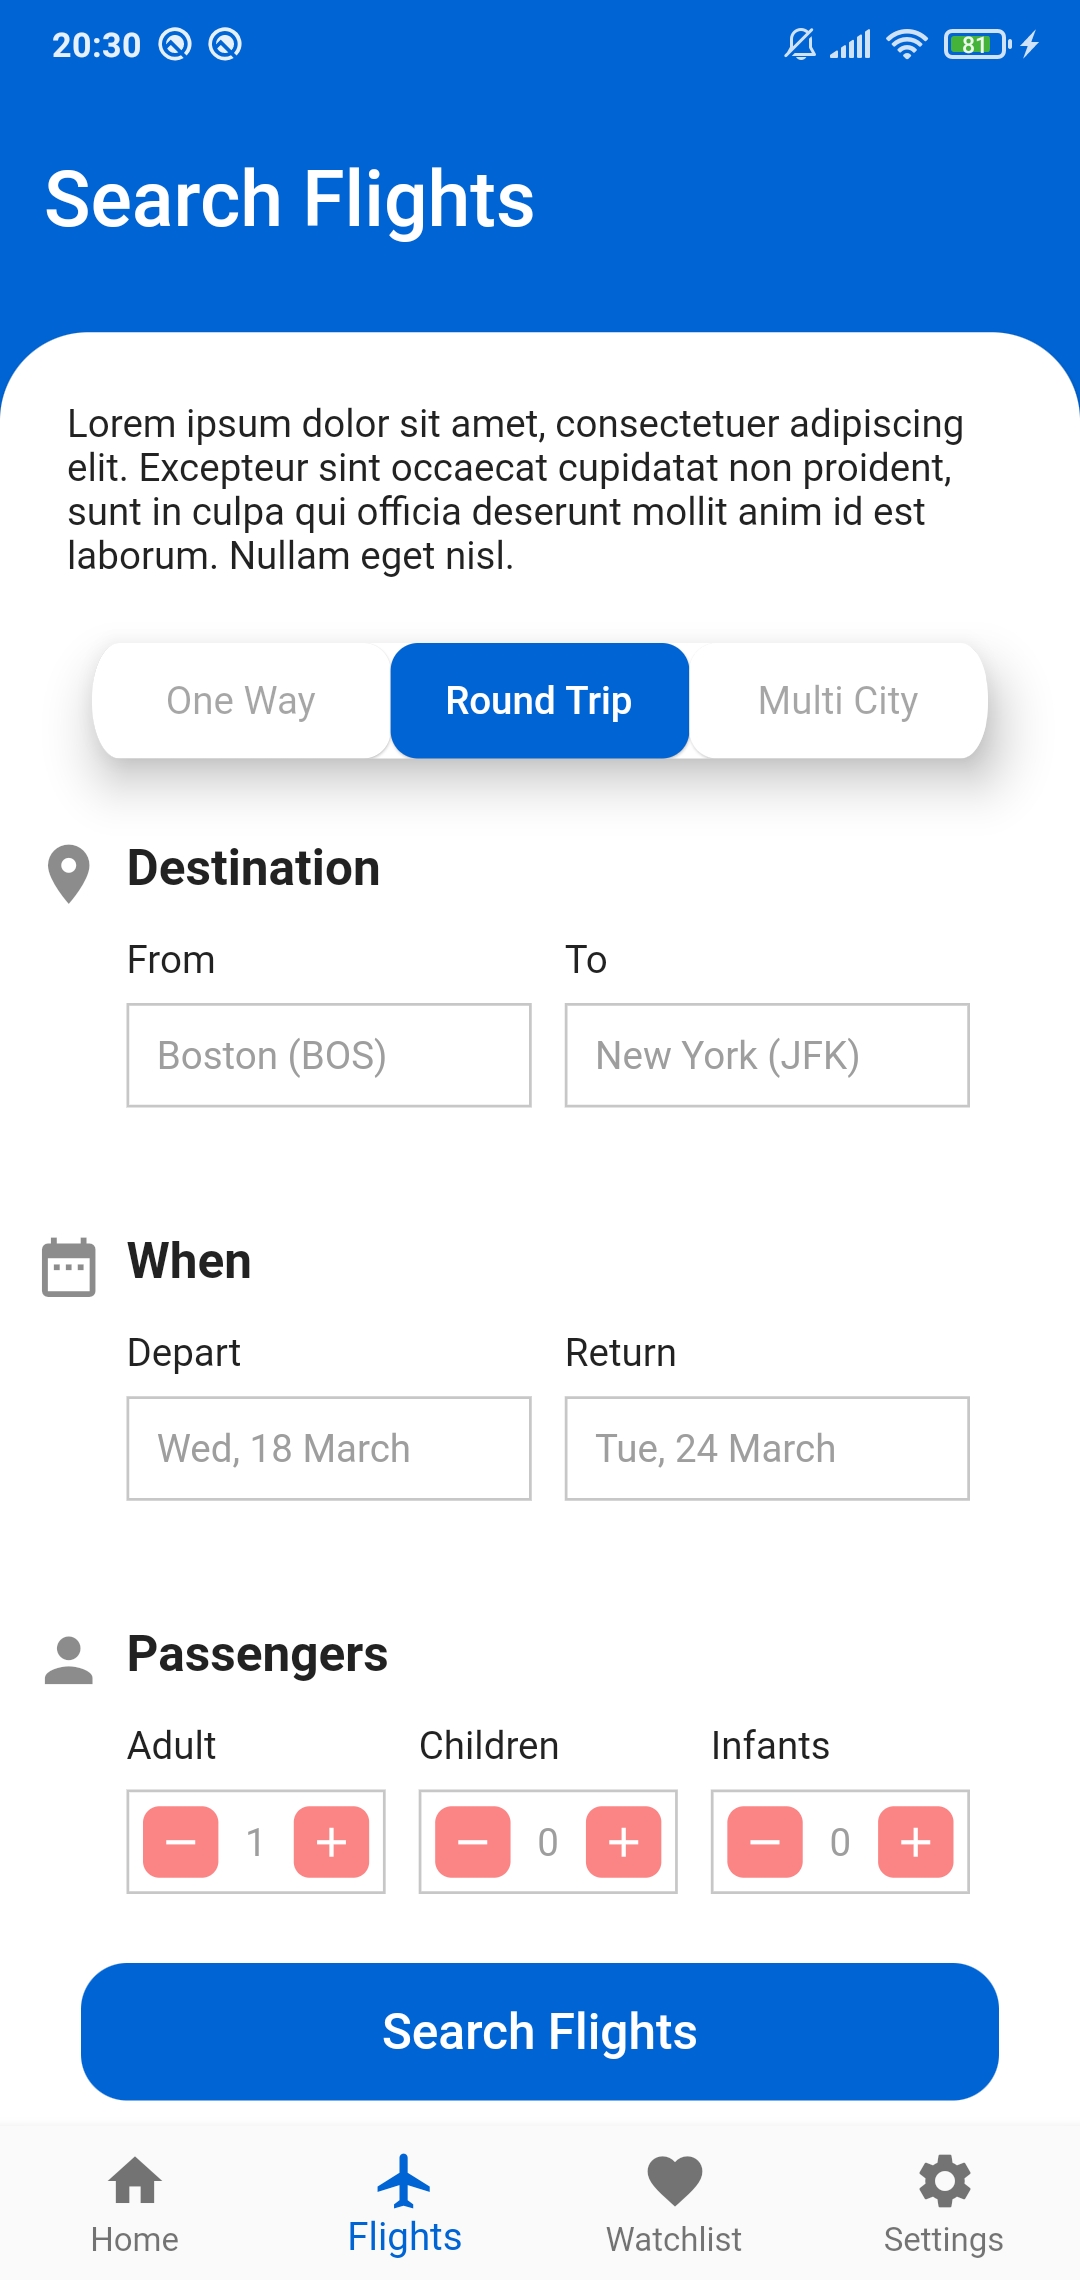 20:30
81
Search Flights
Lorem ipsum dolor sit amet, consectetuer adipiscing
elit. Excepteur sint occaecat cupidatat non proident,
sunt in culpa qui officia deserunt mollit anim id est
laborum. Nullam eget nisl.
One Way Round Trip Multi City
Destination
From To
Boston (BOS) New York (JFK)
When
Depart Return
Wed, 18 March Tue, 24 March
Passengers
Adult Children Infants
1 0 0
Search Flights
Home Flights Watchlist Settings